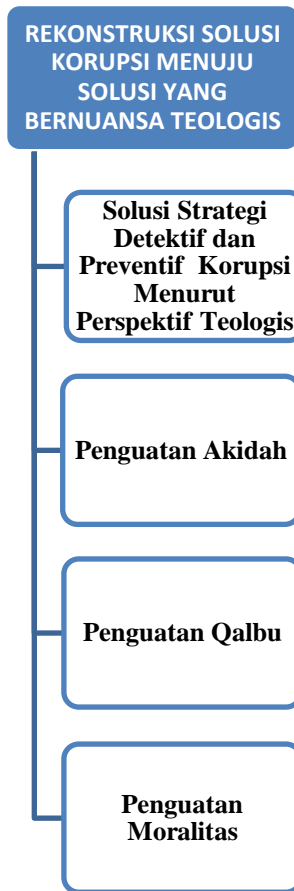 REKONSTRUKSI SOLUSI
KORUPSI MENUJU
SOLUSI YANG
BERNUANSA TEOLOGIS
Solusi Strategi
Detektif dan
Preventif Korupsi
Menurut
Perspektif Teologis
Penguatan Akidah
Penguatan Qalbu
Penguatan
Moralitas